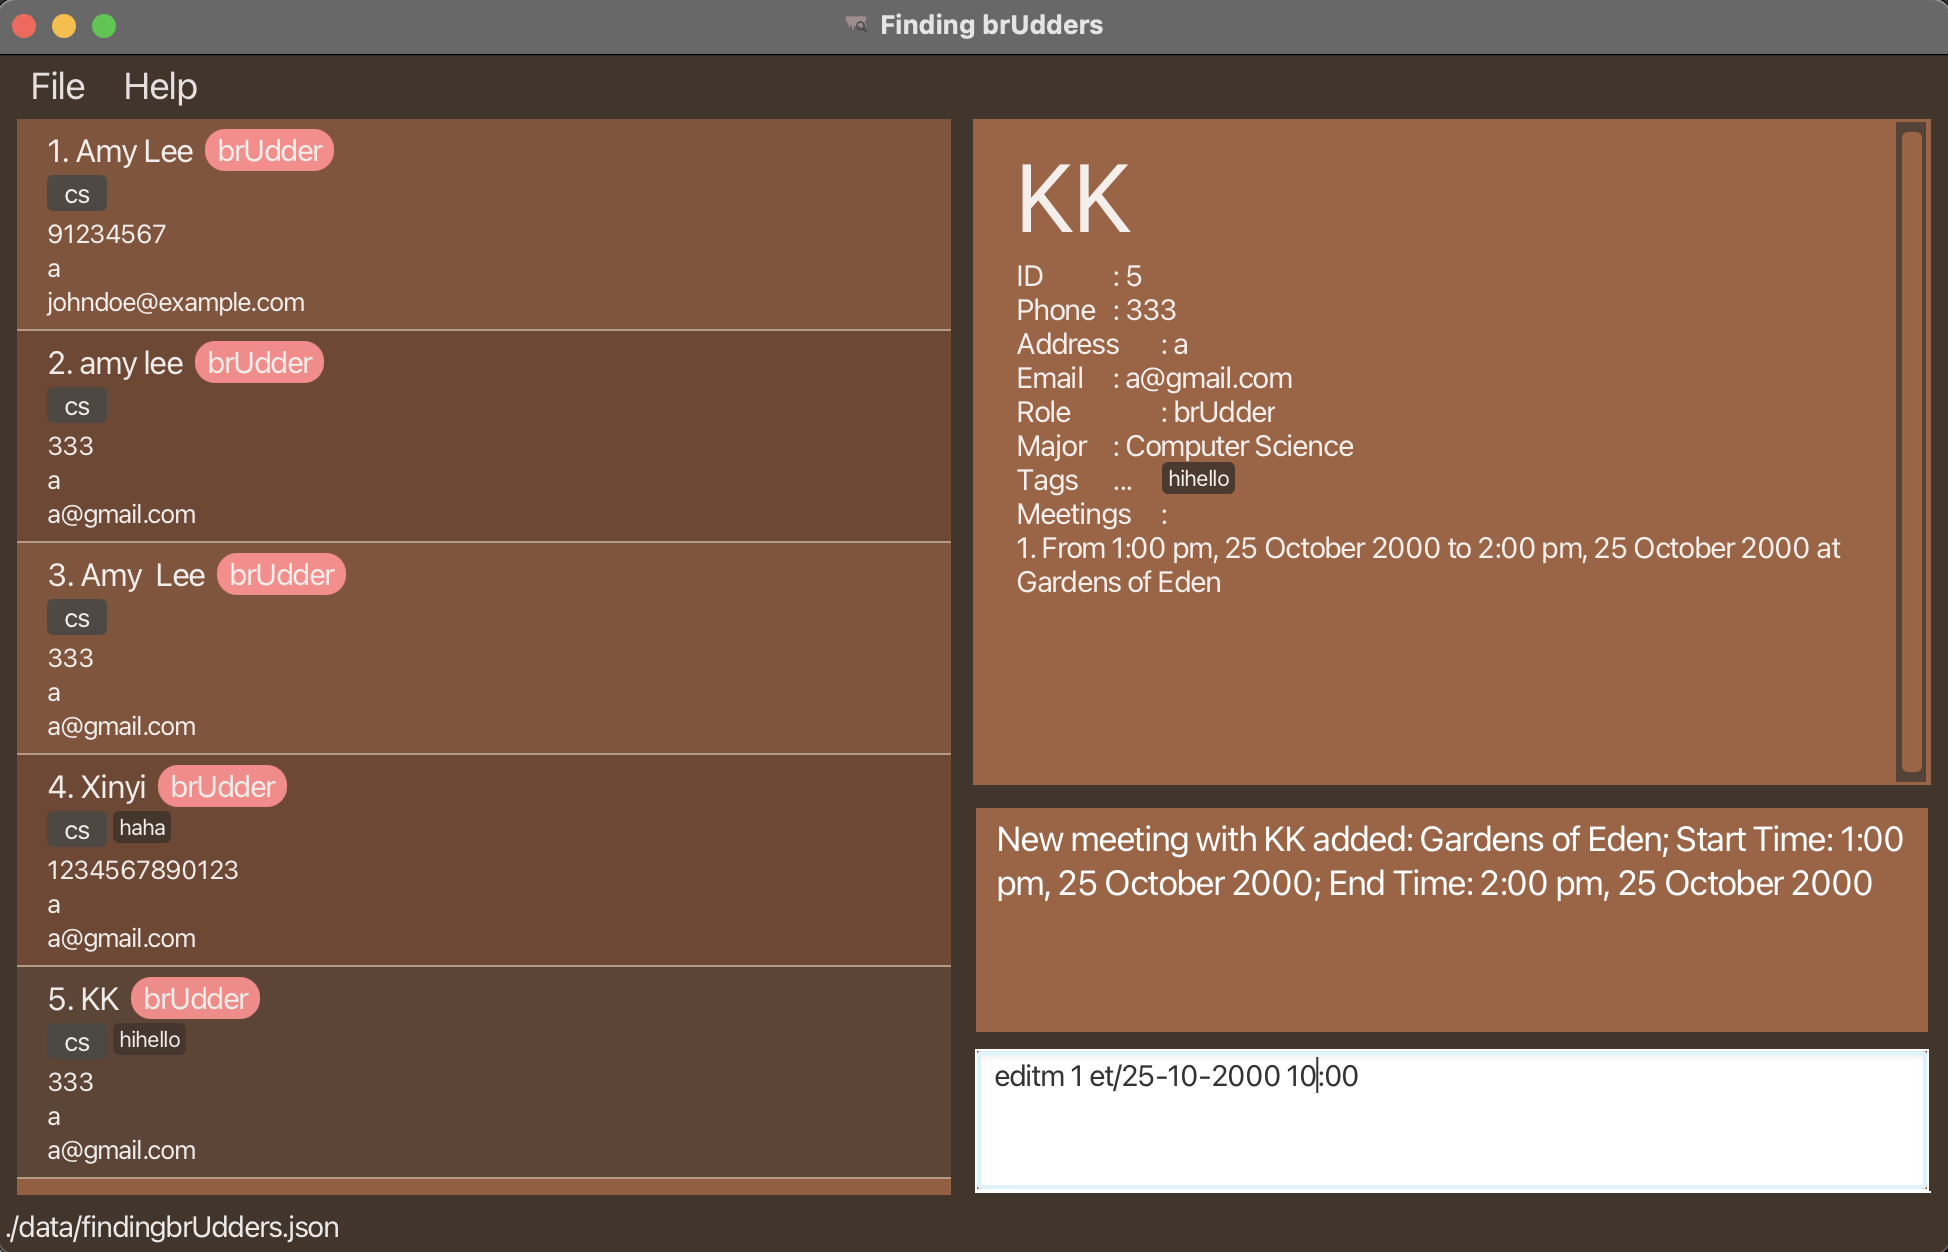 Finding brUdders
File Help
1. Amy Lee brUdder
cs
91234567
a
johndoe@example.com
2. amy lee brUdder
cs
333
a
a@gmail.com
3. Amy  Lee brUdder
cs
333
a
a@gmail.com
4. Xinyi brUdder
cs haha
1234567890123
a
a@gmail.com
5. KK brUdder
cs hihello
333
a
a@gmail.com
KK
ID : 5
Phone : 333
Address : a
Email : a@gmail.com
Role : brUdder
Major : Computer Science
Tags ... hihello
Meetings :
1. From 1:00 pm, 25 October 2000 to 2:00 pm, 25 October 2000 at
Gardens of Eden
New meeting with KK added: Gardens of Eden; Start Time: 1:00
pm, 25 October 2000; End Time: 2:00 pm, 25 October 2000
editm 1 et/25-10-2000 10:00
./data/findingbrUdders.json